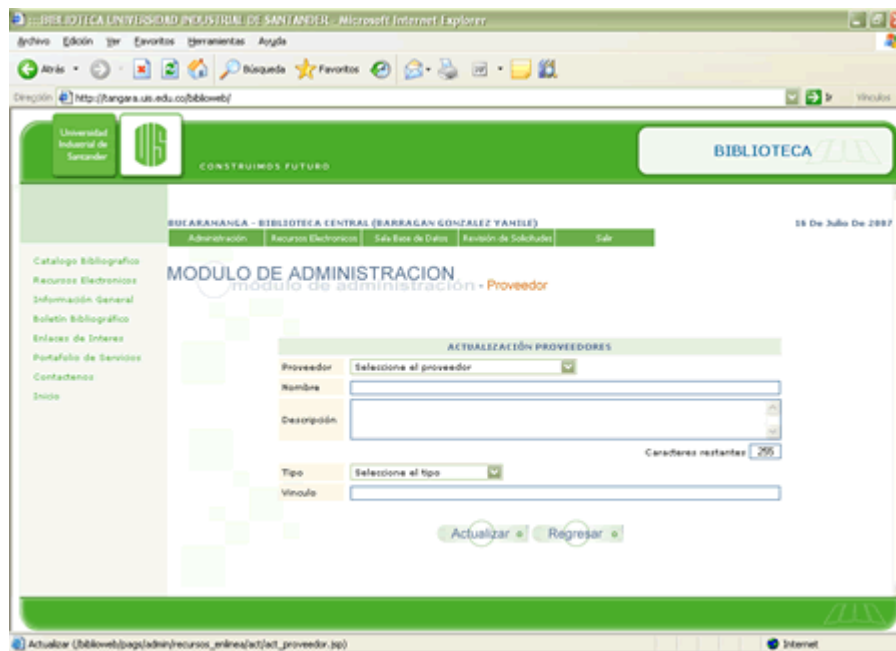 :::BIBLIOTECA UNIVERSIDAD INDUSTRIAL DE SANTANDER - Microsoft Internet Explorer
Archivo Edición Ver Favoritos Herramientas Ayuda
Atrás Búsqueda Favoritos
Dirección http://tangara.uis.edu.co/biblioweb/ Ir Vínculos
Universidad
Industrial de
Santander
UIS
CONSTRUIMOS FUTURO
BIBLIOTECA
BUCARAMANGA - BIBLIOTECA CENTRAL (BARRAGAN GONZALEZ YANILE)
16 De Julio De 2007
Administración Recursos Electronicos Sala Base de Datos Revisión de Solicitudes Salir
Catalogo Bibliografico
Recursos Electronicos
Información General
Boletín Bibliográfico
Enlaces de Interes
Portafolio de Servicios
Contactenos
Inicio
MODULO DE ADMINISTRACION
modulo de administración - Proveedor
ACTUALIZACIÓN PROVEEDORES
Proveedor Seleccione el proveedor
Nombre
Descripción
Caracteres restantes 255
Tipo Seleccione el tipo
Vinculo
Actualizar Regresar
Actualizar (/biblioweb/pags/admin/recursos_enlinea/act/act_proveedor.jsp) Internet